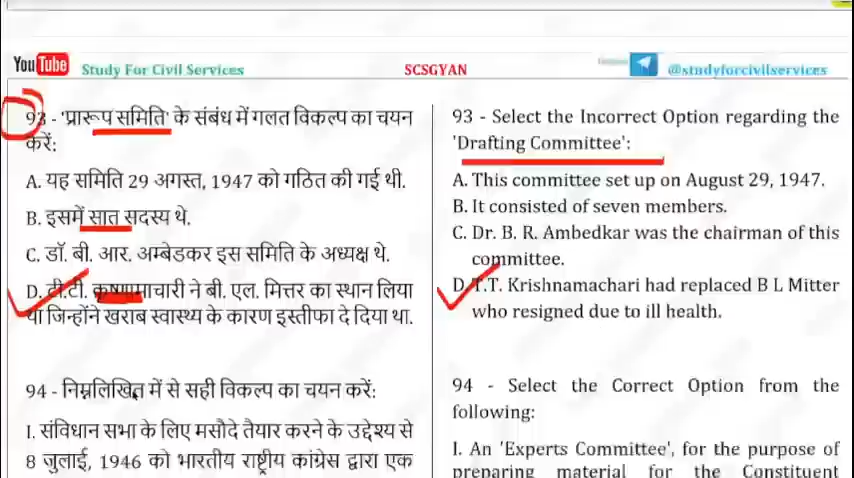 YouTube Study For Civil Services
SCSGYAN
@studyforcivilservices
93 - 'प्रारूप समिति' के संबंध में गलत विकल्प का चयन
करें:
A. यह समिति 29 अगस्त, 1947 को गठित की गई थी.
B. इसमें सात सदस्य थे.
C. डॉ. बी. आर. अम्बेडकर इस समिति के अध्यक्ष थे.
D. टी.टी. कृष्णामाचारी ने बी. एल. मित्तर का स्थान लिया
था जिन्होंने खराब स्वास्थ्य के कारण इस्तीफा दे दिया था.
94 - निम्नलिखित में से सही विकल्प का चयन करें:
I. संविधान सभा के लिए मसौदे तैयार करने के उद्देश्य से
8 जुलाई, 1946 को भारतीय राष्ट्रीय कांग्रेस द्वारा एक
93 - Select the Incorrect Option regarding the
'Drafting Committee':
A. This committee set up on August 29, 1947.
B. It consisted of seven members.
C. Dr. B. R. Ambedkar was the chairman of this
committee.
D. T.T. Krishnamachari had replaced B L Mitter
who resigned due to ill health.
94 - Select the Correct Option from the
following:
I. An 'Experts Committee', for the purpose of
preparing material for the Constituent